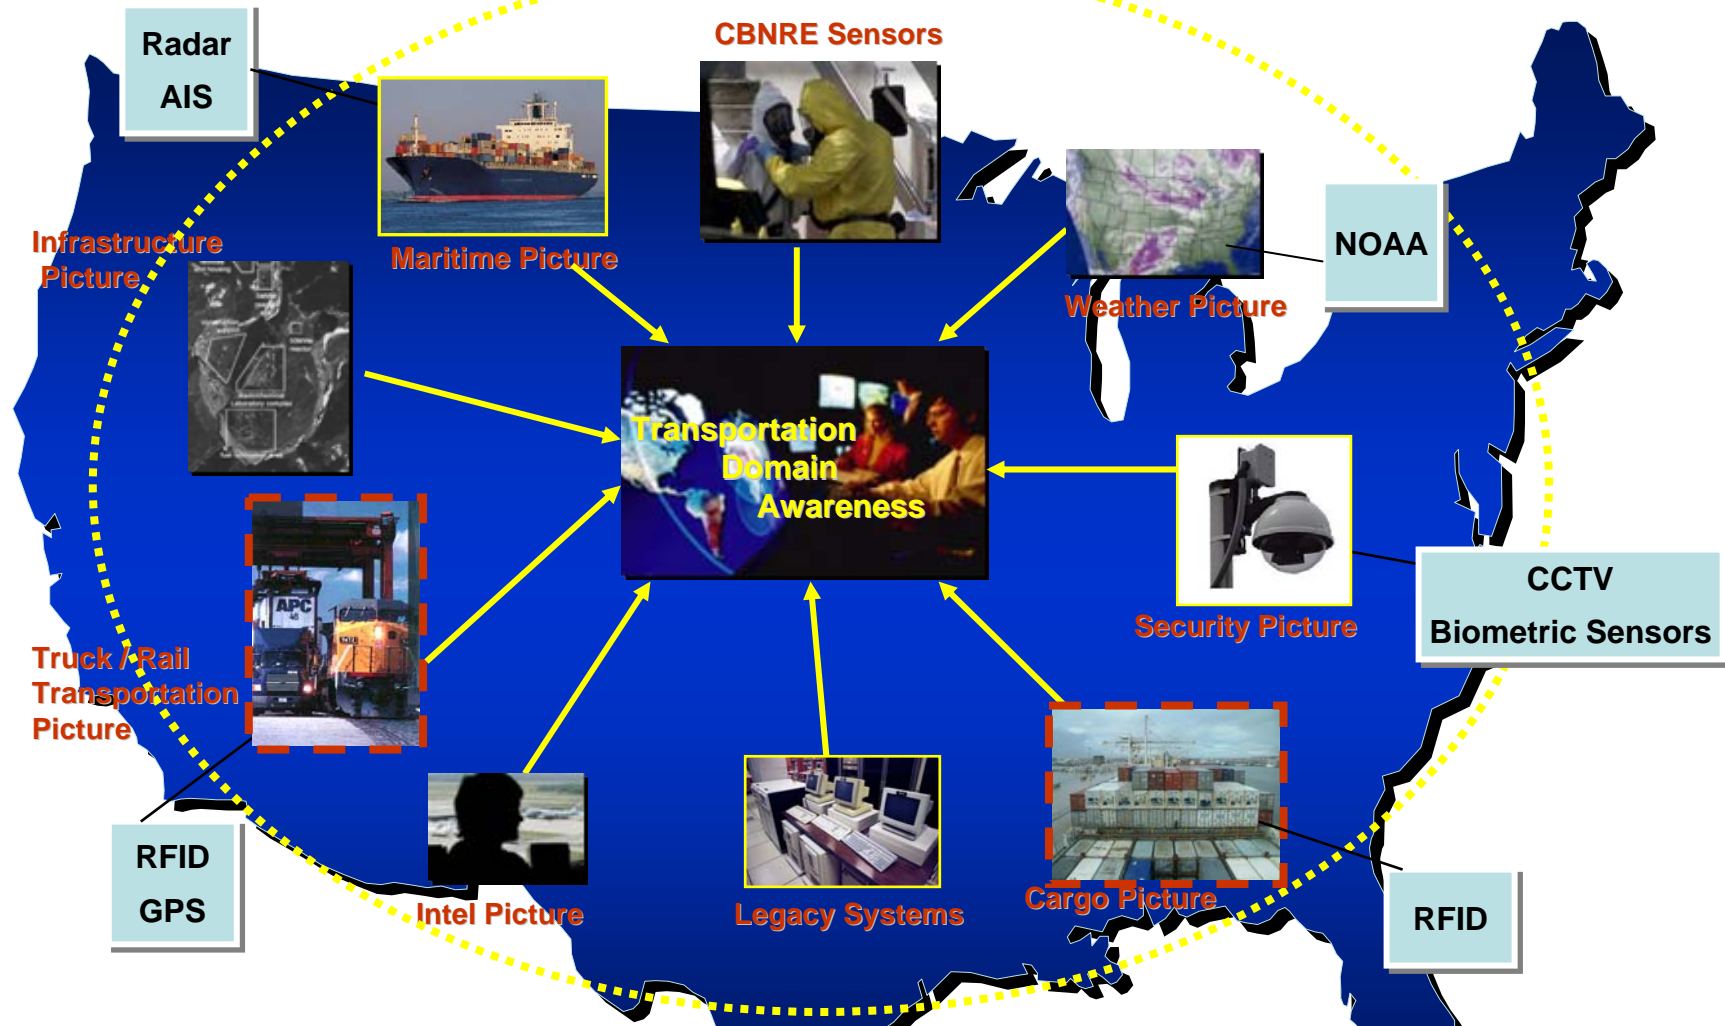 Radar
AIS
CBNRE Sensors
Maritime Picture
Infrastructure
Picture
NOAA
Weather Picture
Transportation
Domain
Awareness
CCTV
Biometric Sensors
Security Picture
APC
Truck / Rail
Transportation
Picture
RFID
GPS
Intel Picture
Legacy Systems
Cargo Picture
RFID